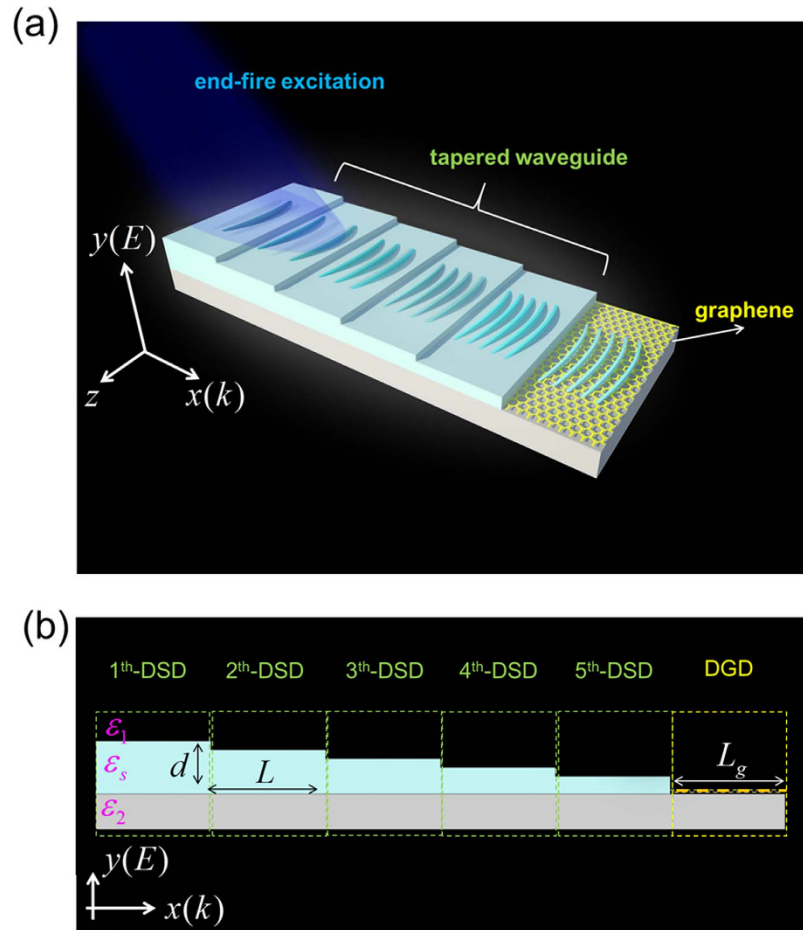 (a)
end-fire excitation
tapered waveguide
y(E)
graphene
z
x(k)
(b)
1th-DSD 2th-DSD 3th-DSD 4th-DSD 5th-DSD DGD
ε1
εs d L Lg
ε2
y(E)
x(k)